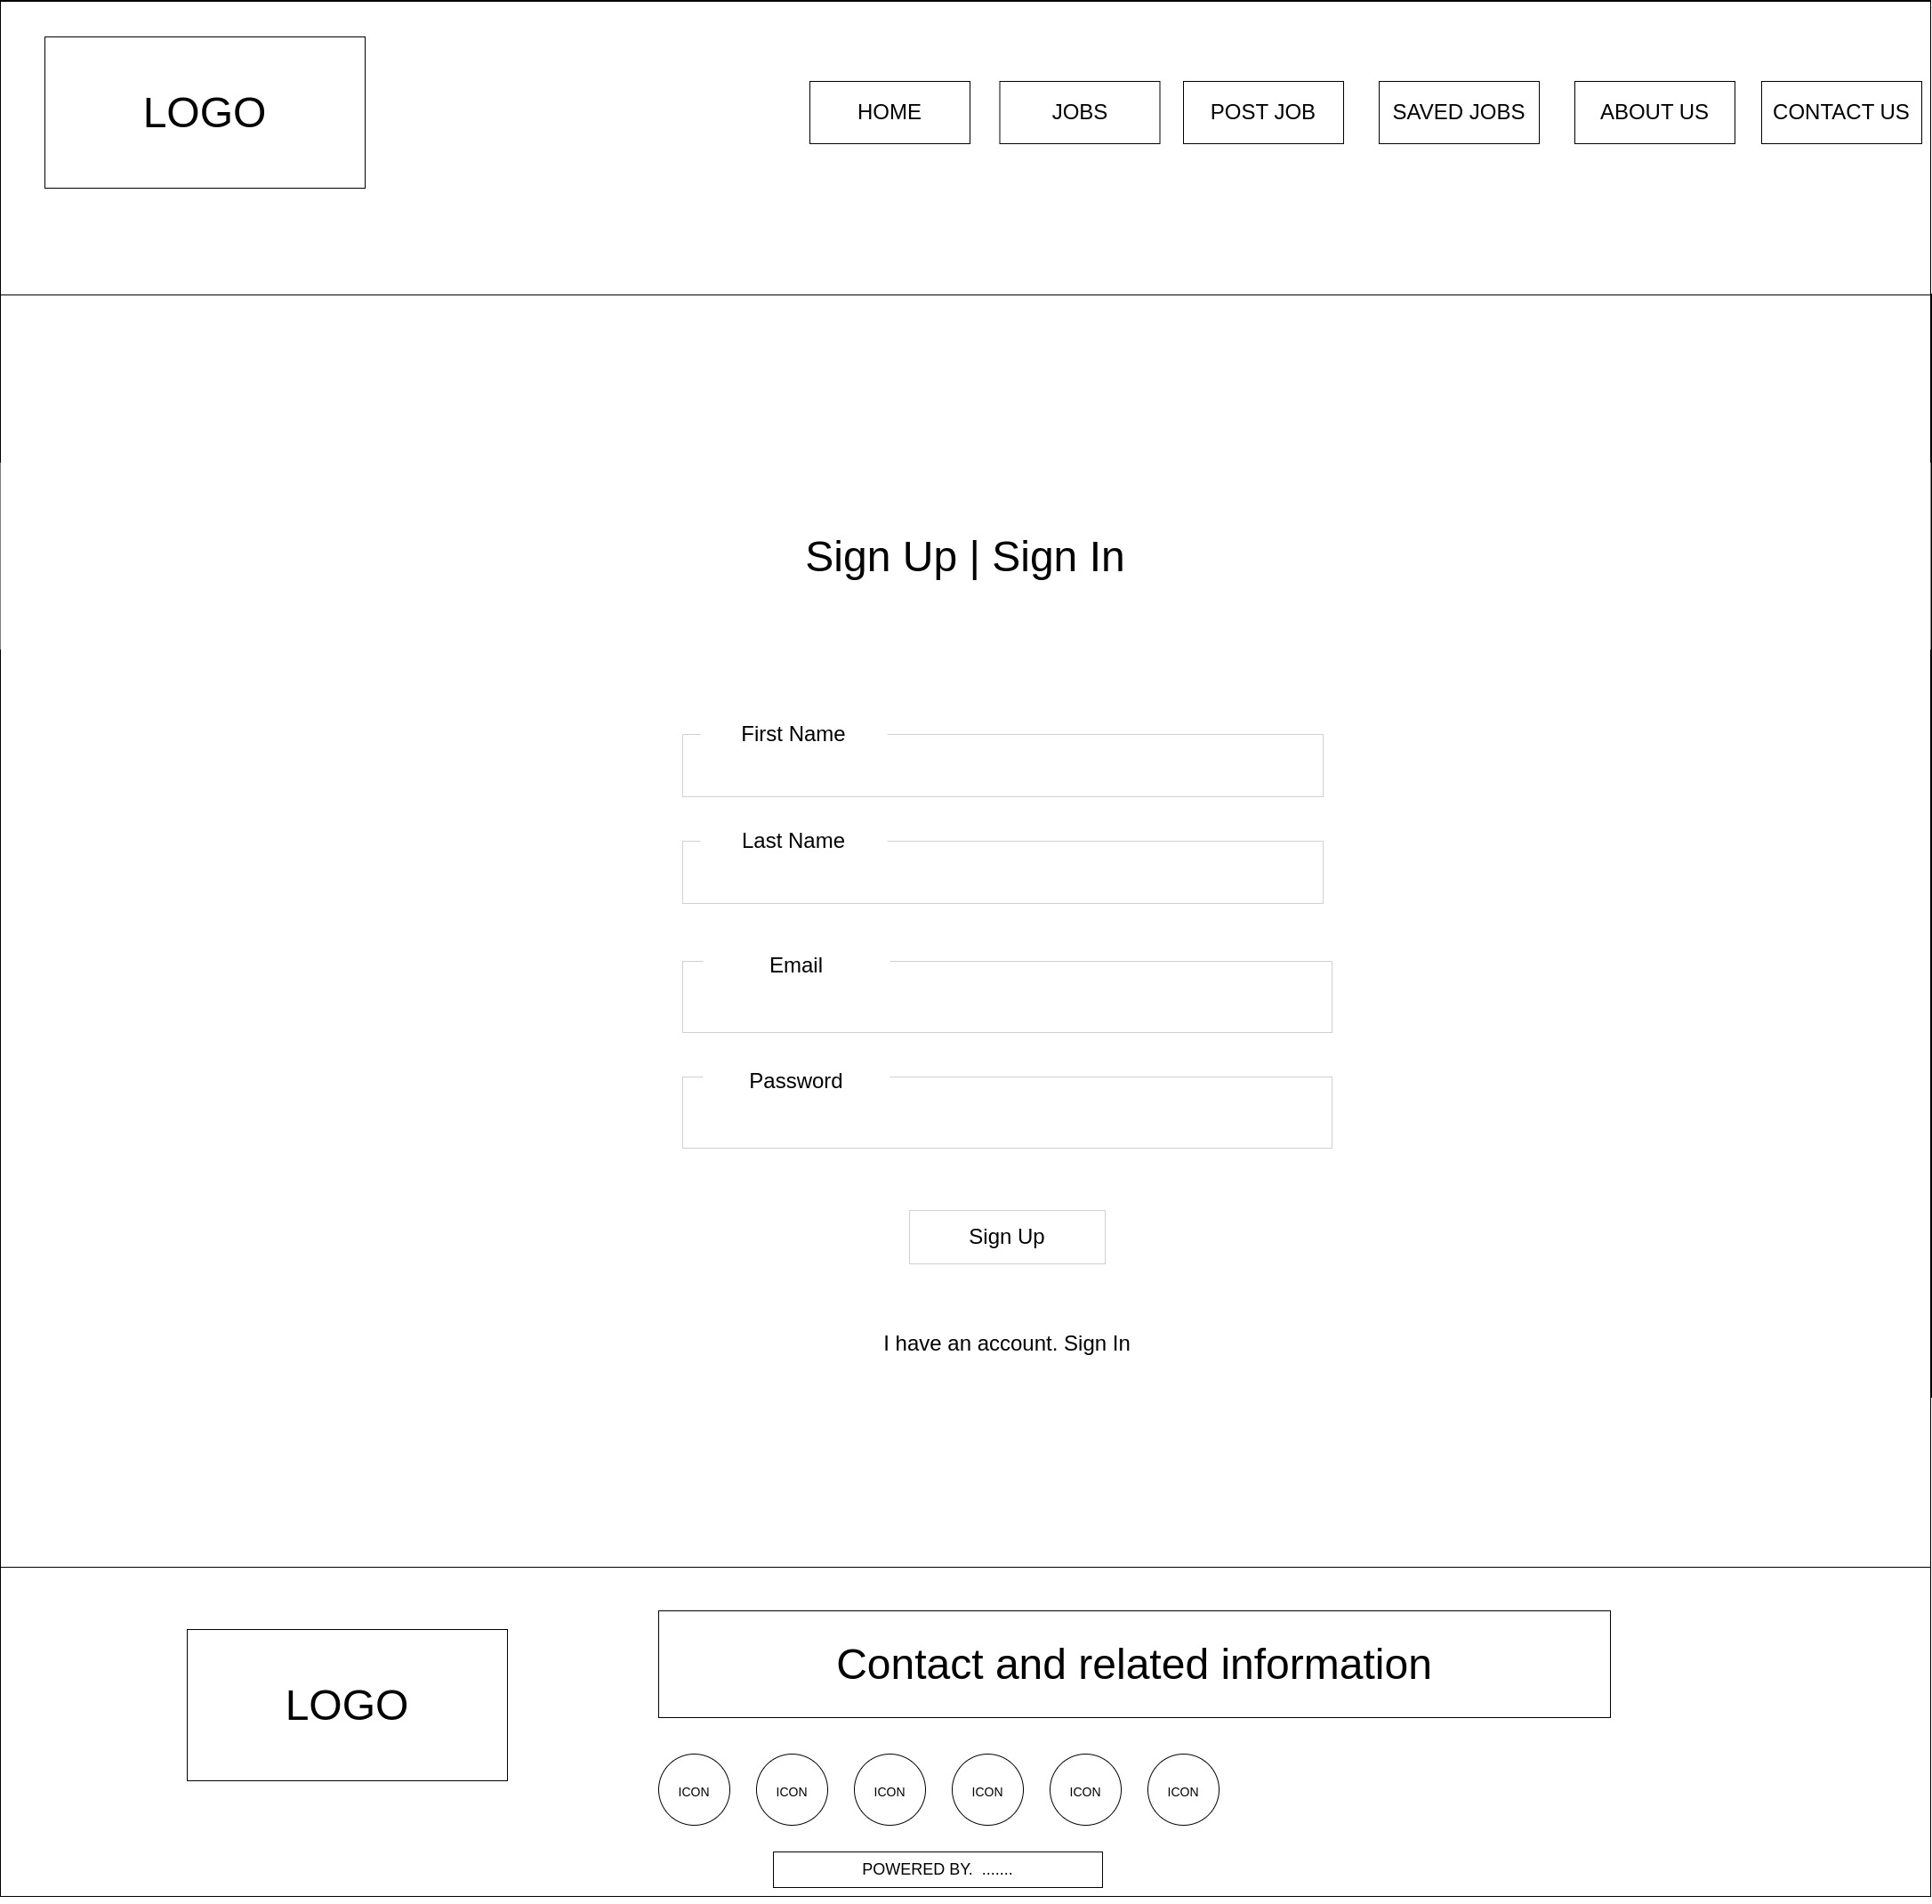 LOGO
HOME
JOBS
POST JOB
SAVED JOBS
ABOUT US
CONTACT US
Sign Up | Sign In
First Name
Last Name
Email
Password
Sign Up
I have an account. Sign In
LOGO
Contact and related information
ICON
ICON
ICON
ICON
ICON
ICON
POWERED BY.  .......